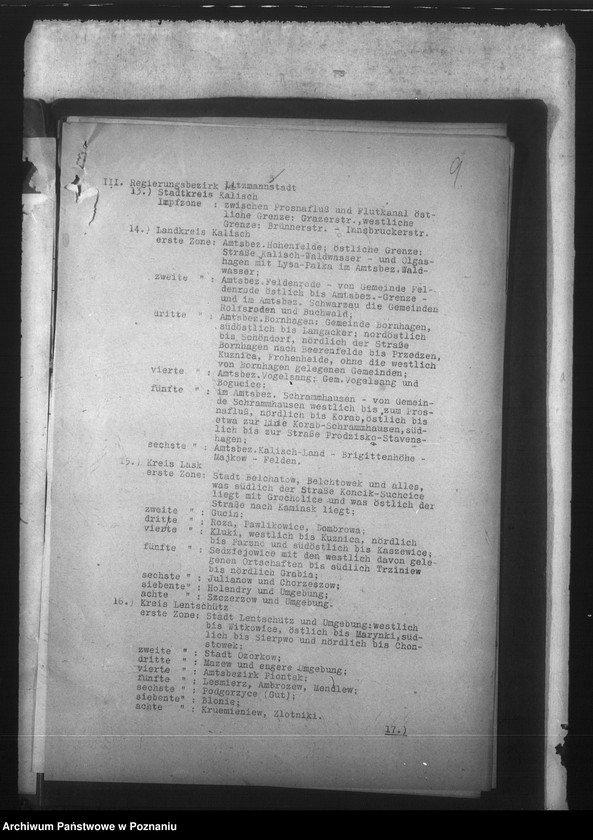 9
III. Regierungsbezirk Litzmannstadt
13.) Stadtkreis Kalisch
Impfzone : zwischen Prosnafluß und Flutkanal öst-
liche Grenze: Grazerstr., westliche
Grenze: Brünnerstr. - Innsbruckerstr.
14.) Landkreis Kalisch
erste Zone: Amtsbez.Hohenfelde; östliche Grenze:
Straße Kalisch-Waldwasser - und Olgas-
hagen mit Lysa-Palka im Amtsbez.Wald-
wasser;
zweite " : Amtsbez.Feldenrode - von Gemeinde Fel-
denrode östlich bis Amtsbez.-Grenze -
und im Amtsbez. Schwarzau die Gemeinden
Rolfsroden und Buchwald;
dritte " : Amtsbez.Bornhagen: Gemeinde Bornhagen,
südöstlich bis Langacker; nordöstlich
bis Schöndorf, nördlich der Straße
Bornhagen nach Beerenfelde bis Przedzen,
Kuznica, Frohenheide, ohne die westlich
von Bornhagen gelegenen Gemeinden;
vierte " : Amtsbez.Vogelsang; Gem.Vogelsang und
Bogucice;
fünfte " : im Amtsbez. Schrammhausen - von Gemein-
de Schrammhausen westlich bis zum Pros-
nafluß, nördlich bis Korab,östlich bis
etwa zur Linie Korab-Schrammhausen,süd-
lich bis zur Straße Prodzisko-Stavens-
hagen;
sechste " : Amtsbez.Kalisch-Land - Brigittenhöhe -
Majkow - Felden.
15.) Kreis Lask
erste Zone: Stadt Belchatow, Belchtowek und alles,
was südlich der Straße Koncik-Suchcice
liegt mit Grocholice und was östlich der
Straße nach Kaminsk liegt;
zweite " : Gucin;
dritte " : Roza, Pawlikowice, Dombrowa;
vierte " : Kluki, westlich bis Kuznica, nördlich
bis Parzno und südöstlich bis Kaszewice;
fünfte " : Sedziejowice mit den westlich davon gele-
genen Ortschaften bis südlich Trziniew
bis nördlich Grabia;
sechste " : Julianow und Chorzeszow;
siebente" : Holendry und Umgebung;
achte " : Szczerzow und Umgebung.
16.) Kreis Lentschütz
erste Zone: Stadt Lentschütz und Umgebung;westlich
bis Witkowice, östlich bis Marynki,süd-
lich bis Sierpwo und nördlich bis Chon-
stowek;
zweite " : Stadt Ozorkow;
dritte " : Mazew und engere Umgebung;
vierte " : Amtsbezirk Piontek;
fünfte " : Lesmierz, Ambrozew, Mendlew;
sechste " : Podgorzyce (Gut);
siebente" : Blonie;
achte " : Kruemieniew, Zlotniki.
17.)
Archiwum Państwowe w Poznaniu